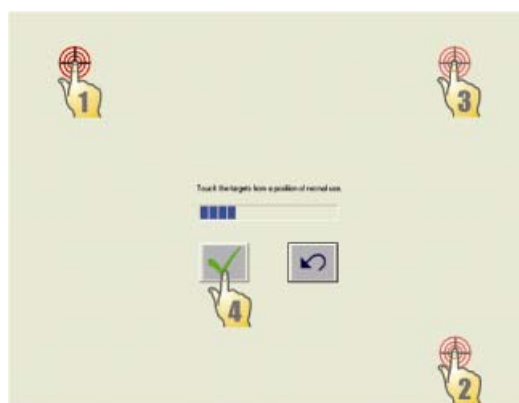 1
3
Touch the targets from a position of normal use.
4
2